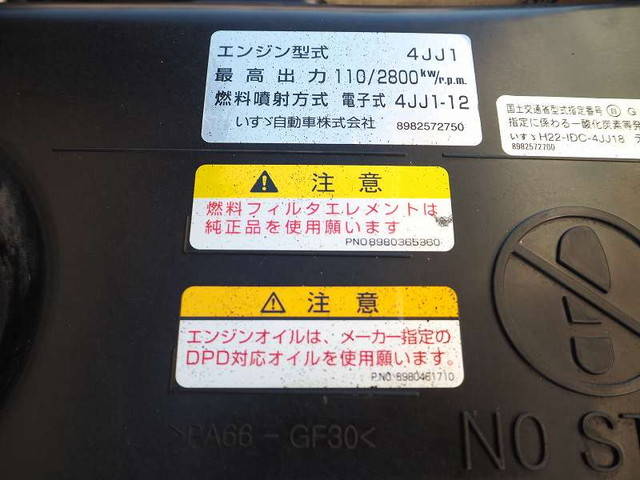 エンジン型式 4JJ1
最高出力 110/2800kw/r.p.m.
燃料噴射方式 電子式 4JJ1-12
いすゞ自動車株式会社 8982572750
国土交通省型式指定番号 Ⓑ G
指定に係わる一酸化炭素等発
いすゞ H22-IDC-4JJ18 デ
8982572700
⚠ 注意
燃料フィルタエレメントは
純正品を使用願います
PNO8980365360
⚠ 注意
エンジンオイルは、メーカー指定の
DPD対応オイルを使用願います。
P.NO. 8980461710
>PA66-GF30<
NO ST